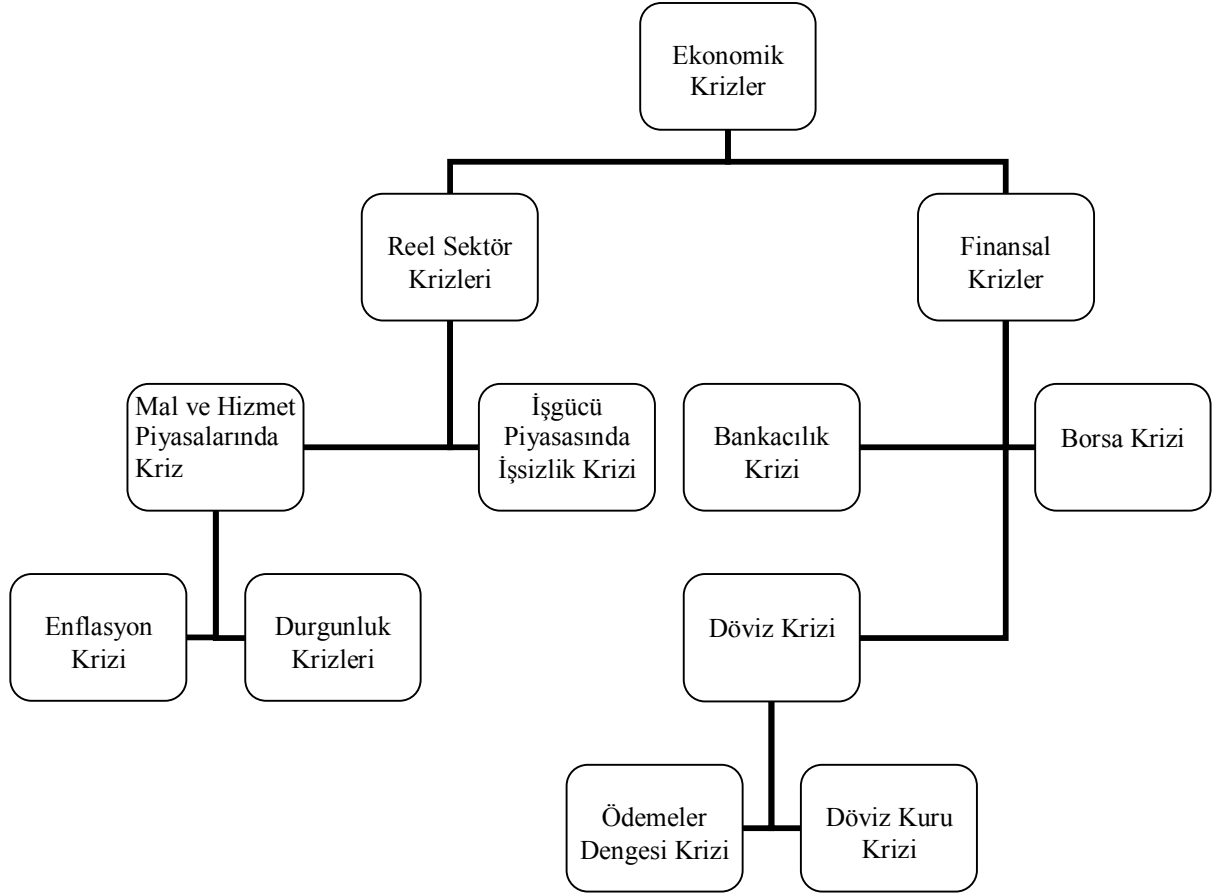 Ekonomik
Krizler
Reel Sektör
Krizleri
Finansal
Krizler
Mal ve Hizmet
Piyasalarında
Kriz
İşgücü
Piyasasında
İşsizlik Krizi
Bankacılık
Krizi
Borsa Krizi
Enflasyon
Krizi
Durgunluk
Krizleri
Döviz Krizi
Ödemeler
Dengesi Krizi
Döviz Kuru
Krizi